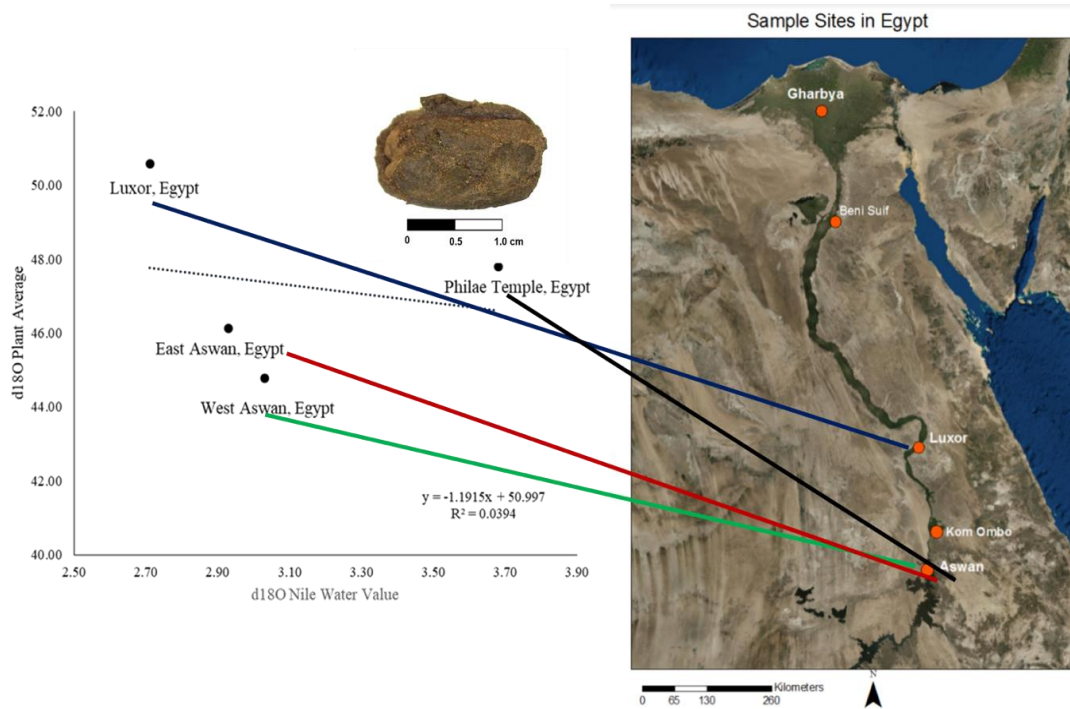 Sample Sites in Egypt
52.00
50.00
48.00
46.00
44.00
42.00
40.00
d18O Plant Average
2.50
2.70
2.90
3.10
3.30
3.50
3.70
3.90
d18O Nile Water Value
Luxor, Egypt
Philae Temple, Egypt
East Aswan, Egypt
West Aswan, Egypt
y = -1.1915x + 50.997
R² = 0.0394
0
0.5
1.0 cm
Gharbya
Beni Suif
Luxor
Kom Ombo
Aswan
Kilometers
0
65
130
260
N